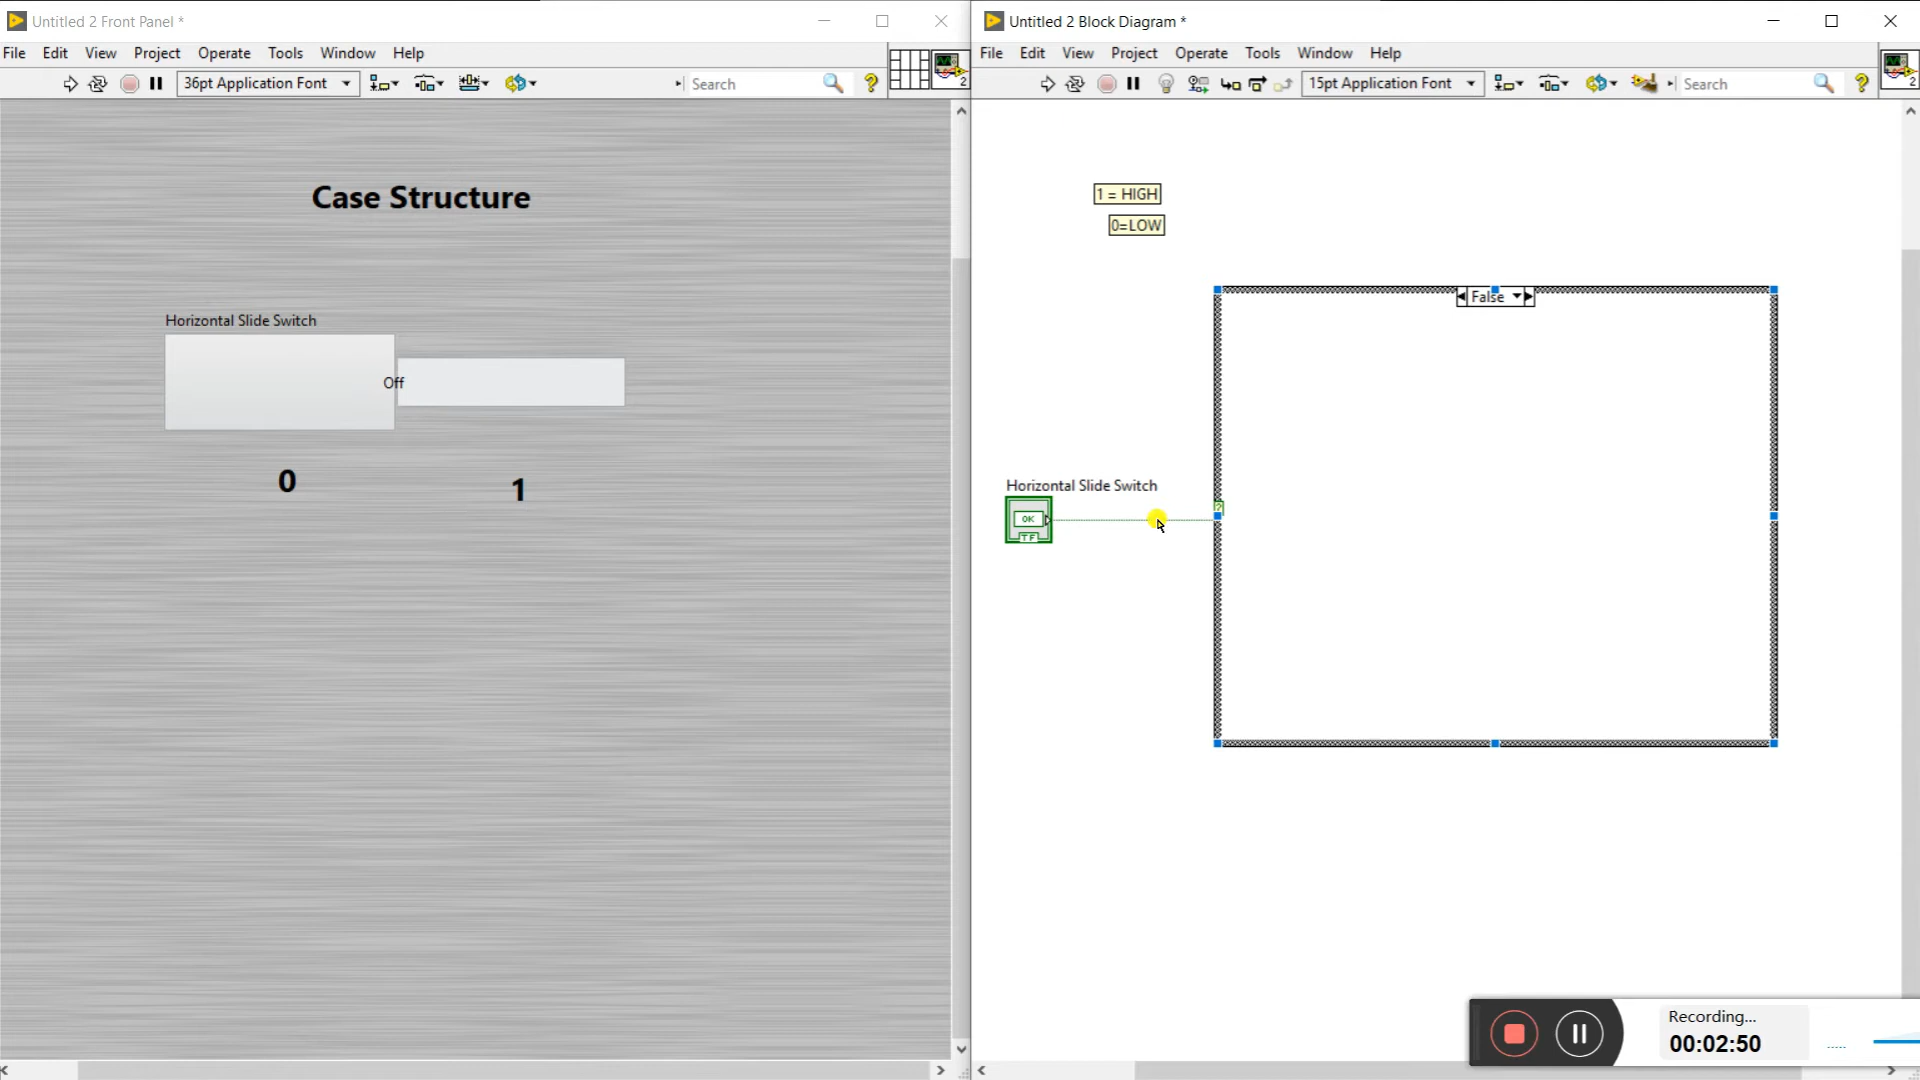 Untitled 2 Front Panel *
File Edit View Project Operate Tools Window Help
36pt Application Font
Search
?
2
Case Structure
Horizontal Slide Switch
Off
0
1
Untitled 2 Block Diagram *
File Edit View Project Operate Tools Window Help
15pt Application Font
Search
?
2
1 = HIGH
0=LOW
False
Horizontal Slide Switch
OK
TF
?
Recording...
00:02:50